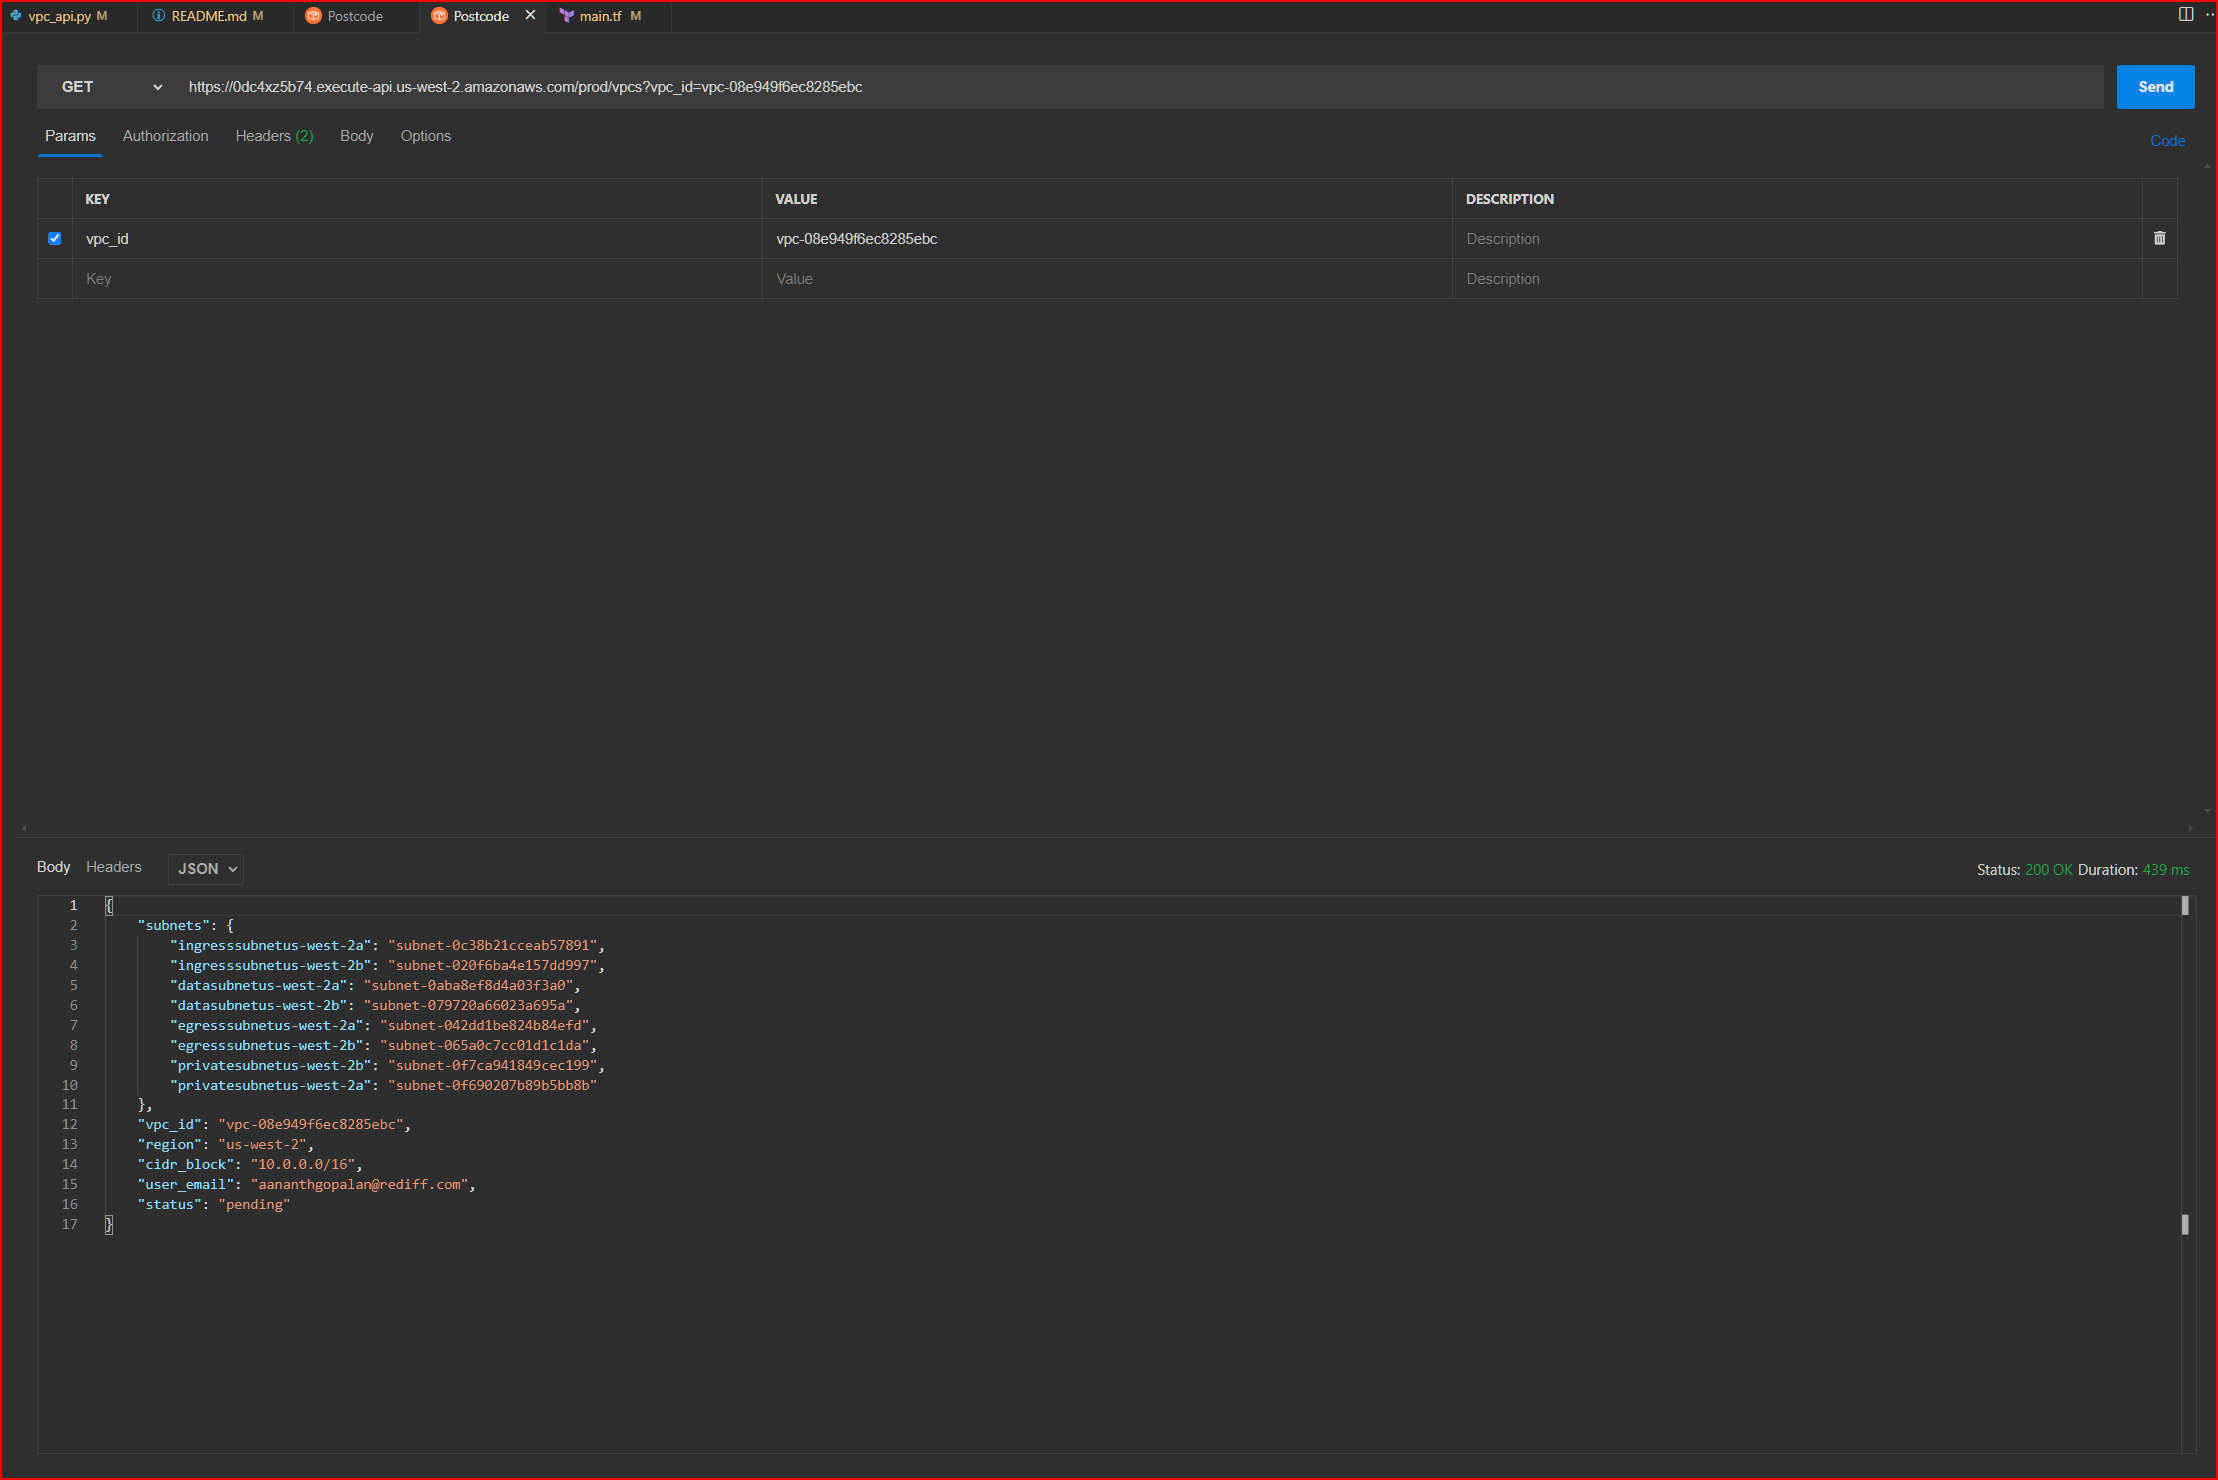 vpc_api.py M README.md M Postcode Postcode main.tf M
GET https://0dc4xz5b74.execute-api.us-west-2.amazonaws.com/prod/vpcs?vpc_id=vpc-08e949f6ec8285ebc Send
Params Authorization Headers (2) Body Options Code
KEY VALUE DESCRIPTION
vpc_id vpc-08e949f6ec8285ebc Description
Key Value Description
Body Headers JSON Status: 200 OK Duration: 439 ms
1 {
2 "subnets": {
3 "ingresssubnetus-west-2a": "subnet-0c38b21cceab57891",
4 "ingresssubnetus-west-2b": "subnet-020f6ba4e157dd997",
5 "datasubnetus-west-2a": "subnet-0aba8ef8d4a03f3a0",
6 "datasubnetus-west-2b": "subnet-079720a66023a695a",
7 "egresssubnetus-west-2a": "subnet-042dd1be824b84efd",
8 "egresssubnetus-west-2b": "subnet-065a0c7cc01d1c1da",
9 "privatesubnetus-west-2b": "subnet-0f7ca941849cec199",
10 "privatesubnetus-west-2a": "subnet-0f690207b89b5bb8b"
11 },
12 "vpc_id": "vpc-08e949f6ec8285ebc",
13 "region": "us-west-2",
14 "cidr_block": "10.0.0.0/16",
15 "user_email": "aananthgopalan@rediff.com",
16 "status": "pending"
17 }